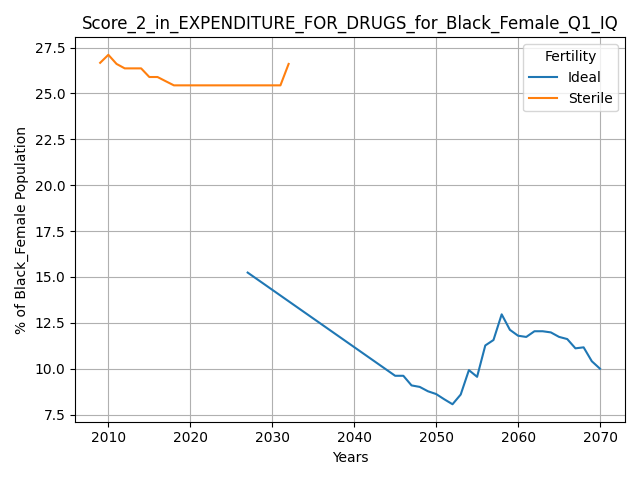 Score_2_in_EXPENDITURE_FOR_DRUGS_for_Black_Female_Q1_IQ
27.5
25.0
22.5
20.0
17.5
15.0
12.5
10.0
7.5
% of Black_Female Population
Fertility
Ideal
Sterile
2010 2020 2030 2040 2050 2060 2070
Years